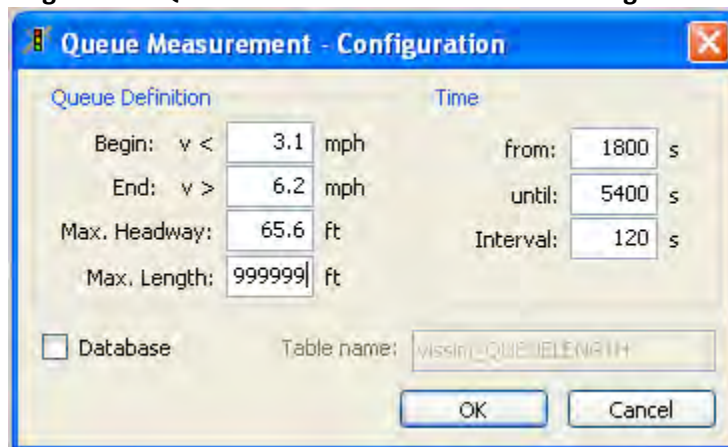 Queue Measurement - Configuration
Queue Definition
Begin: v < 3.1 mph
End: v > 6.2 mph
Max. Headway: 65.6 ft
Max. Length: 999999 ft
Time
from: 1800 s
until: 5400 s
Interval: 120 s
Database
Table name:
OK
Cancel